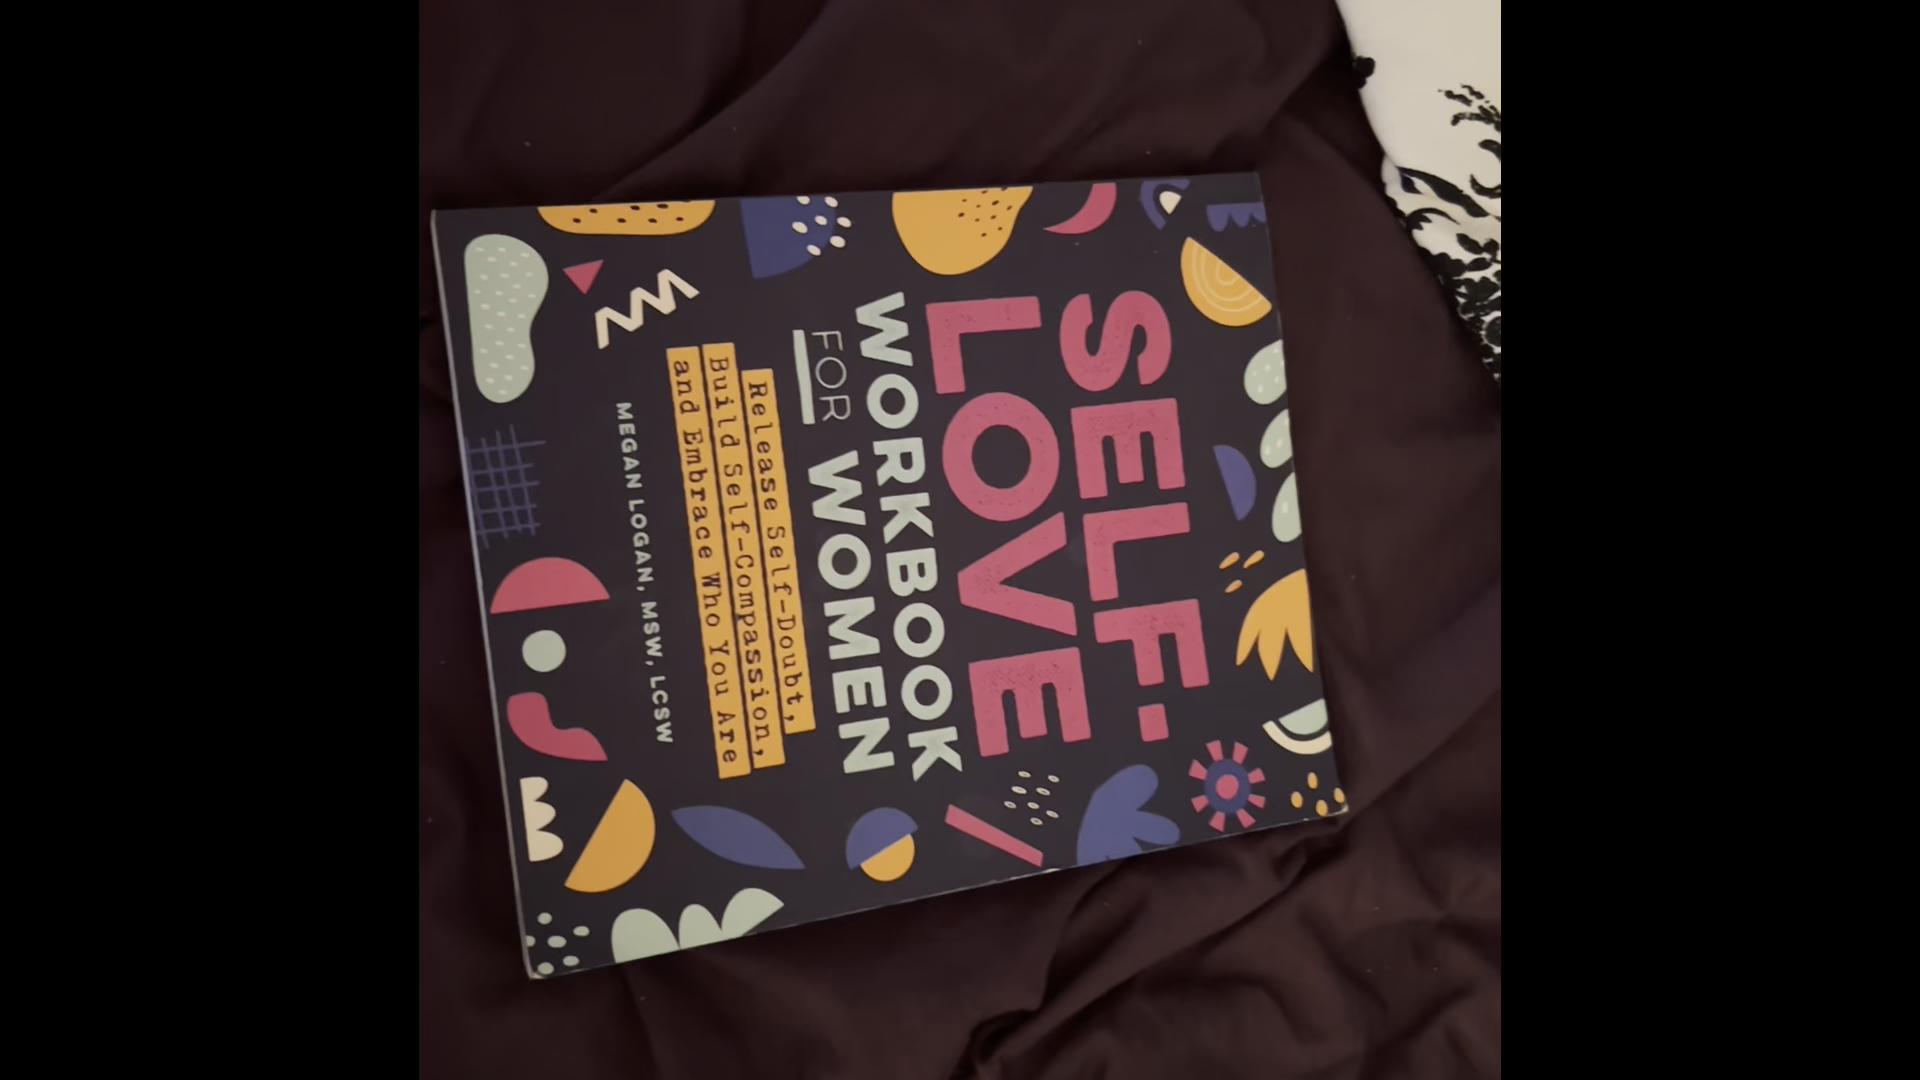 SELF-
LOVE
WORKBOOK
FOR WOMEN
Release Self-Doubt,
Build Self-Compassion,
and Embrace Who You Are
MEGAN LOGAN, MSW, LCSW